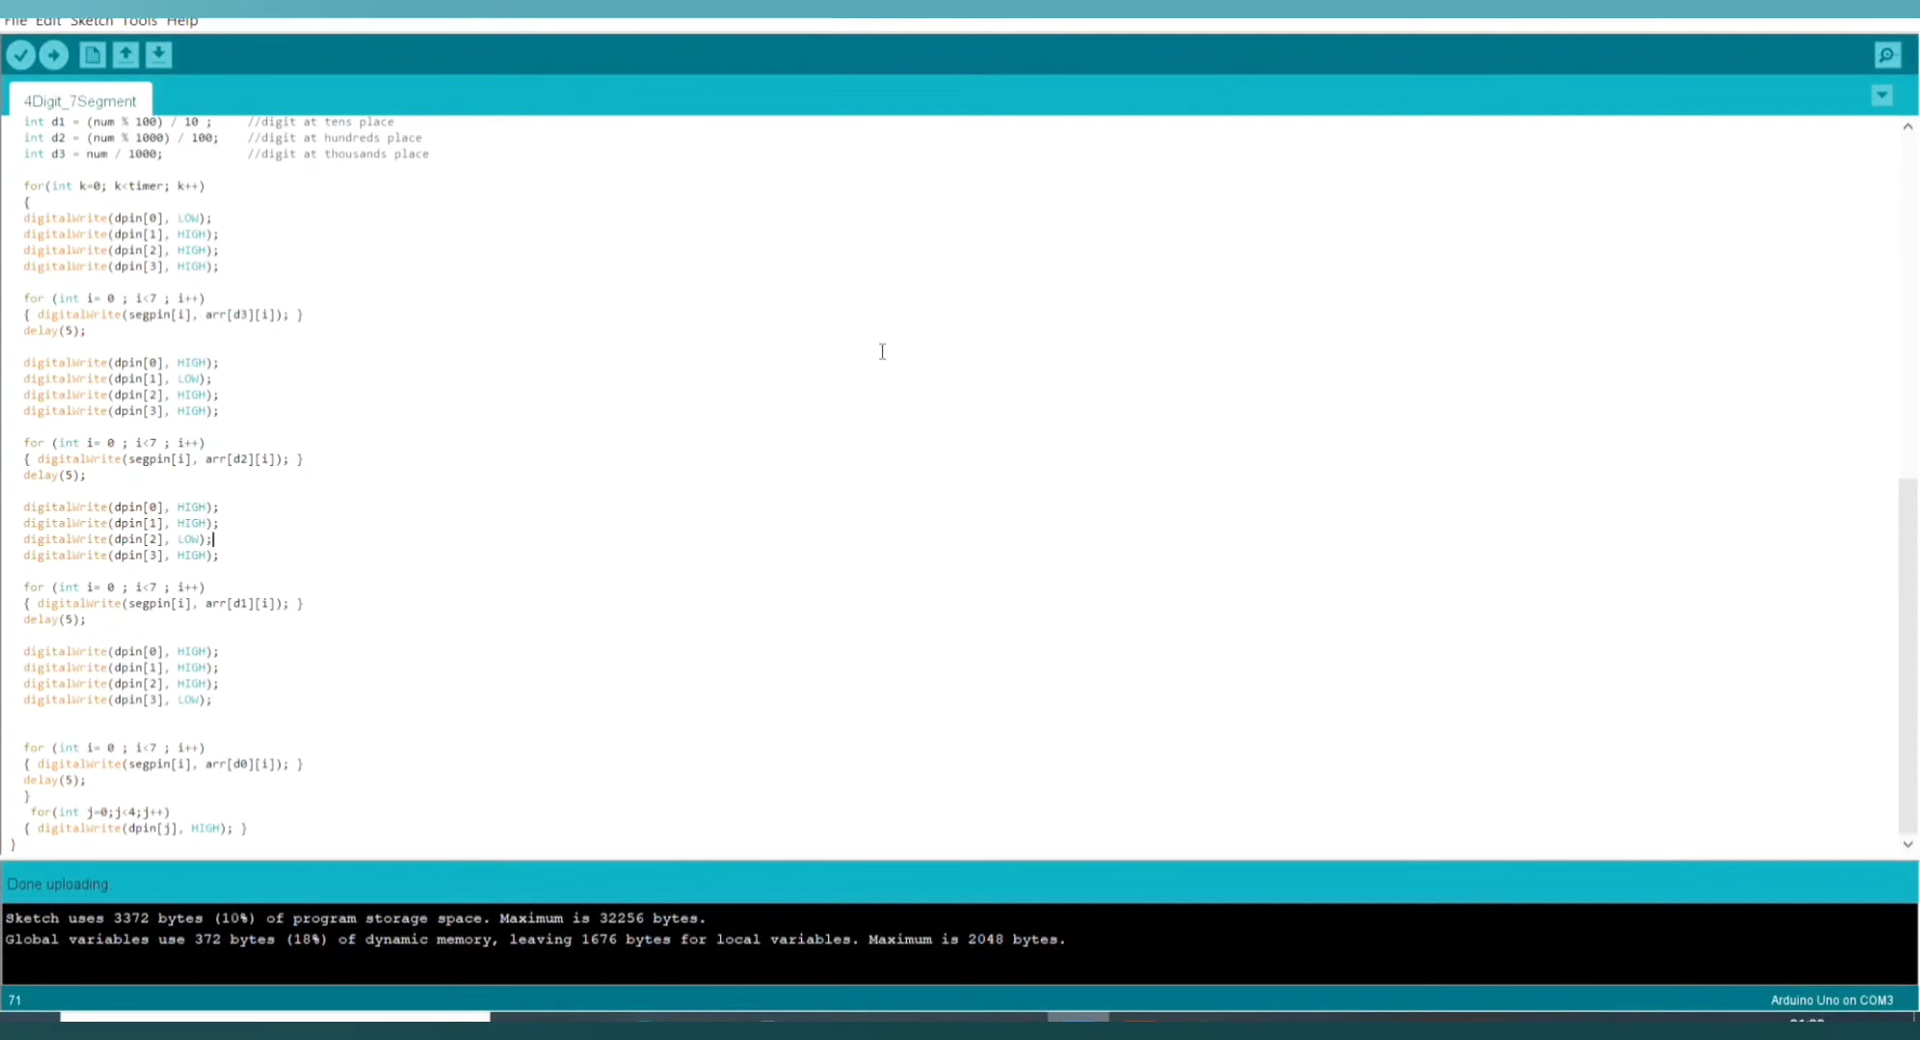 File Edit Sketch Tools Help
4Digit_7Segment
int d1 = (num % 100) / 10 ;     //digit at tens place
int d2 = (num % 1000) / 100;    //digit at hundreds place
int d3 = num / 1000;            //digit at thousands place
for(int k=0; k<timer; k++)
{
digitalWrite(dpin[0], LOW);
digitalWrite(dpin[1], HIGH);
digitalWrite(dpin[2], HIGH);
digitalWrite(dpin[3], HIGH);
for (int i= 0 ; i<7 ; i++)
{ digitalWrite(segpin[i], arr[d3][i]); }
delay(5);
digitalWrite(dpin[0], HIGH);
digitalWrite(dpin[1], LOW);
digitalWrite(dpin[2], HIGH);
digitalWrite(dpin[3], HIGH);
for (int i= 0 ; i<7 ; i++)
{ digitalWrite(segpin[i], arr[d2][i]); }
delay(5);
digitalWrite(dpin[0], HIGH);
digitalWrite(dpin[1], HIGH);
digitalWrite(dpin[2], LOW);
digitalWrite(dpin[3], HIGH);
for (int i= 0 ; i<7 ; i++)
{ digitalWrite(segpin[i], arr[d1][i]); }
delay(5);
digitalWrite(dpin[0], HIGH);
digitalWrite(dpin[1], HIGH);
digitalWrite(dpin[2], HIGH);
digitalWrite(dpin[3], LOW);
for (int i= 0 ; i<7 ; i++)
{ digitalWrite(segpin[i], arr[d0][i]); }
delay(5);
}
for(int j=0;j<4;j++)
{ digitalWrite(dpin[j], HIGH); }
}
Done uploading.
Sketch uses 3372 bytes (10%) of program storage space. Maximum is 32256 bytes.
Global variables use 372 bytes (18%) of dynamic memory, leaving 1676 bytes for local variables. Maximum is 2048 bytes.
71
Arduino Uno on COM3